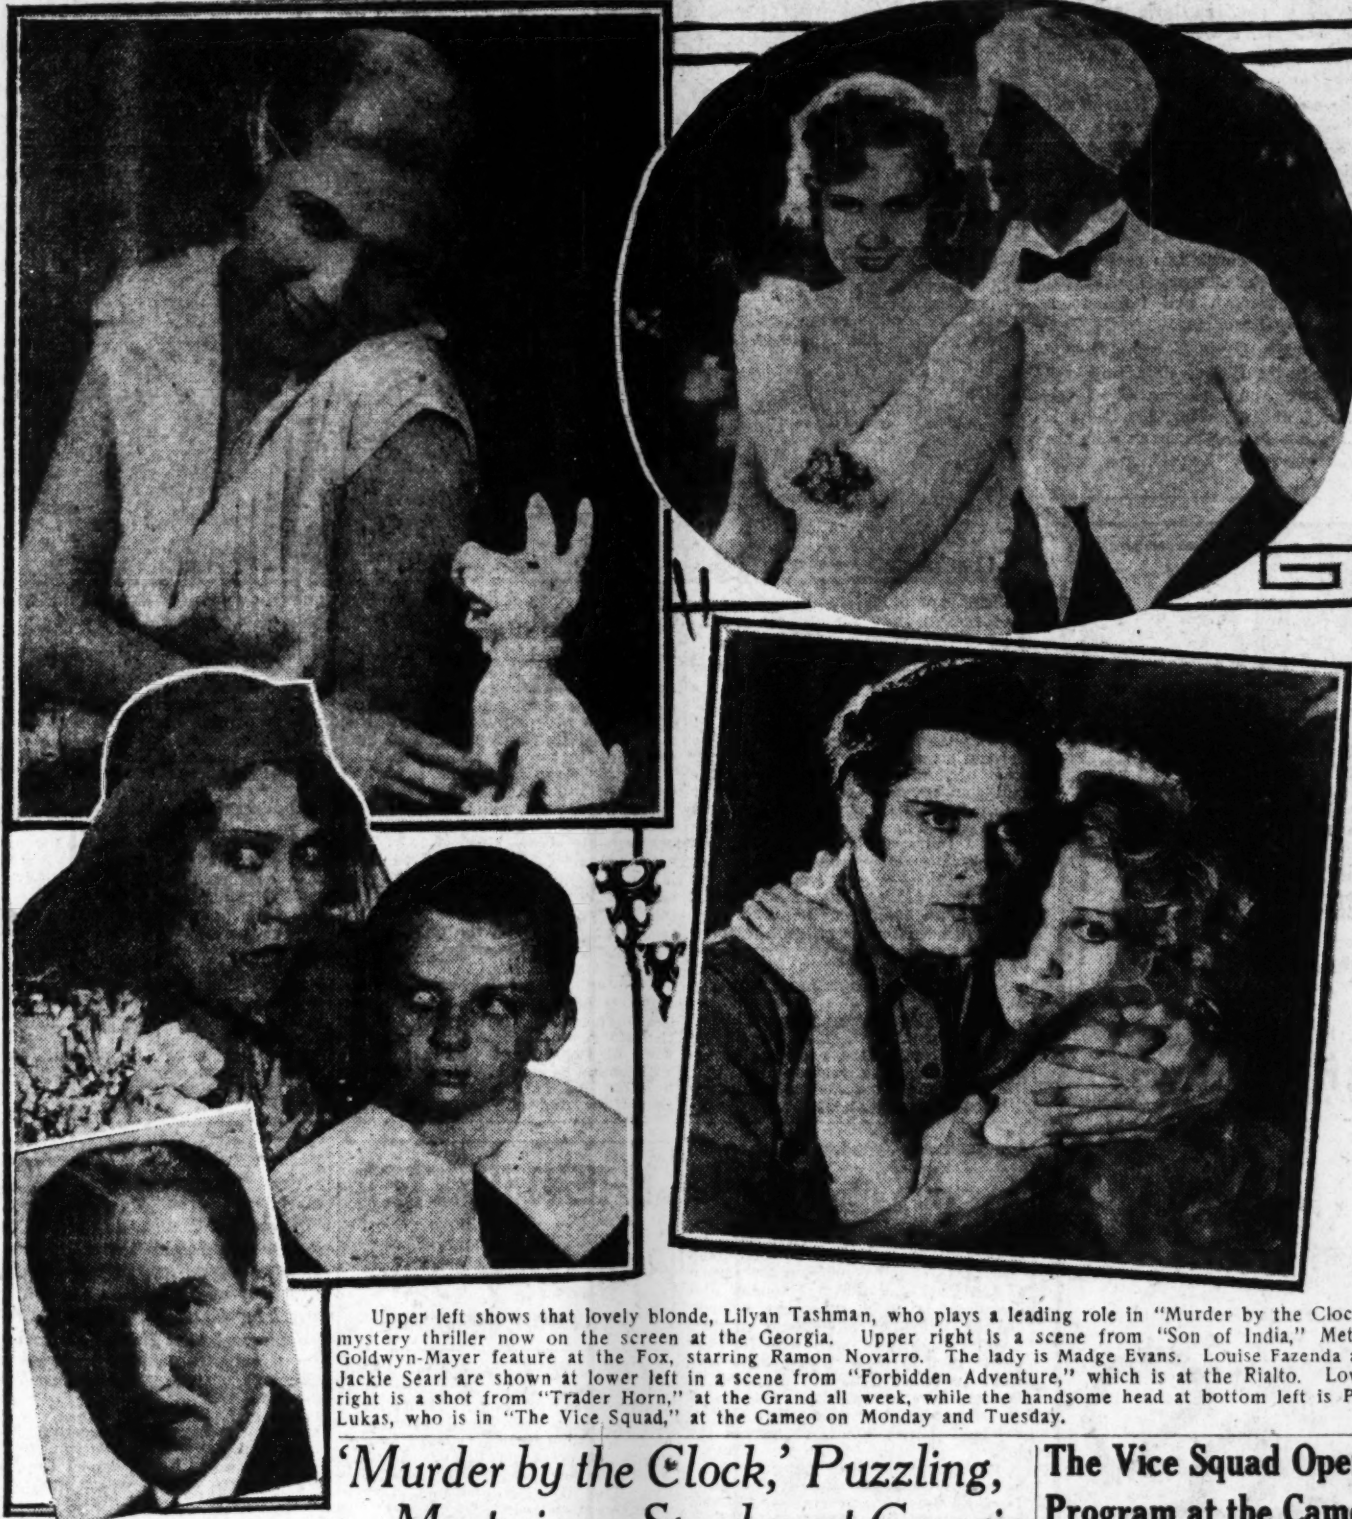 Upper left shows that lovely blonde, Lilyan Tashman, who plays a leading role in "Murder by the Cloc
mystery thriller now on the screen at the Georgia. Upper right is a scene from "Son of India," Met
Goldwyn-Mayer feature at the Fox, starring Ramon Novarro. The lady is Madge Evans. Louise Fazenda
Jackie Searl are shown at lower left in a scene from "Forbidden Adventure," which is at the Rialto. Lo
right is a shot from "Trader Horn," at the Grand all week, while the handsome head at bottom left is P
Lukas, who is in "The Vice Squad," at the Cameo on Monday and Tuesday.
'Murder by the Clock,' Puzzling,
The Vice Squad Ope
Program at the Cam